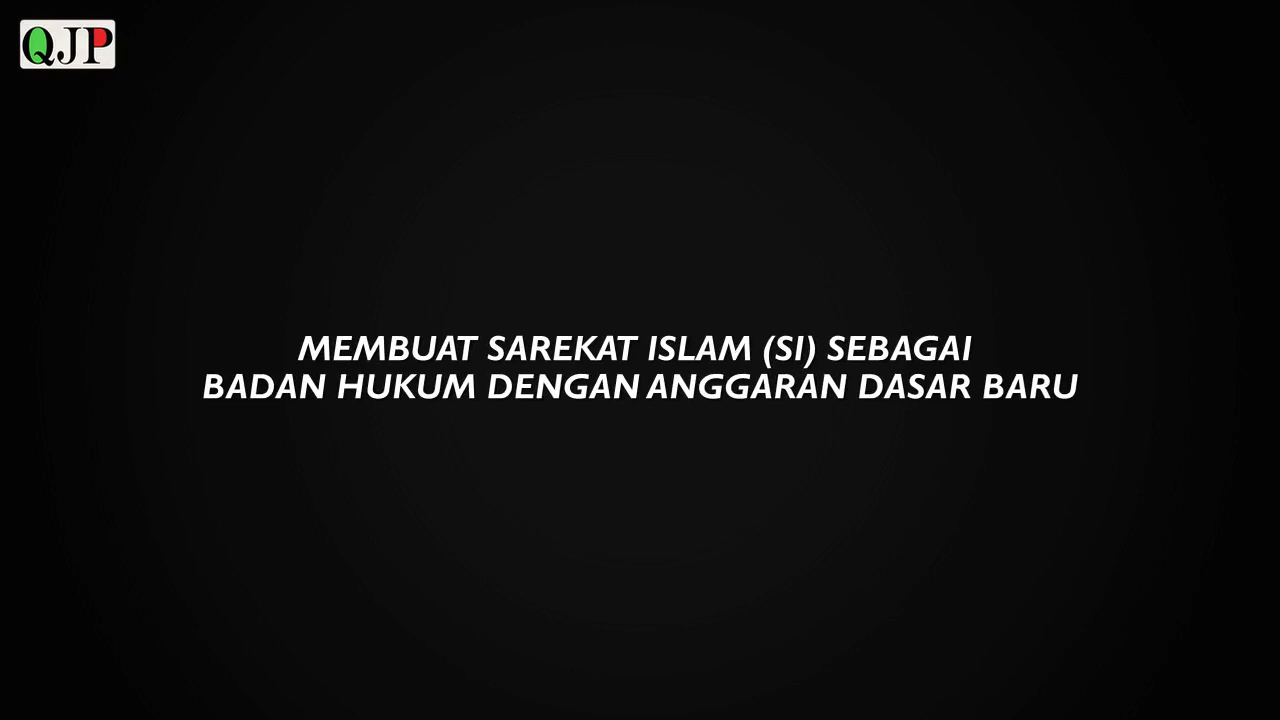 QJP
MEMBUAT SAREKAT ISLAM (SI) SEBAGAI
BADAN HUKUM DENGAN ANGGARAN DASAR BARU